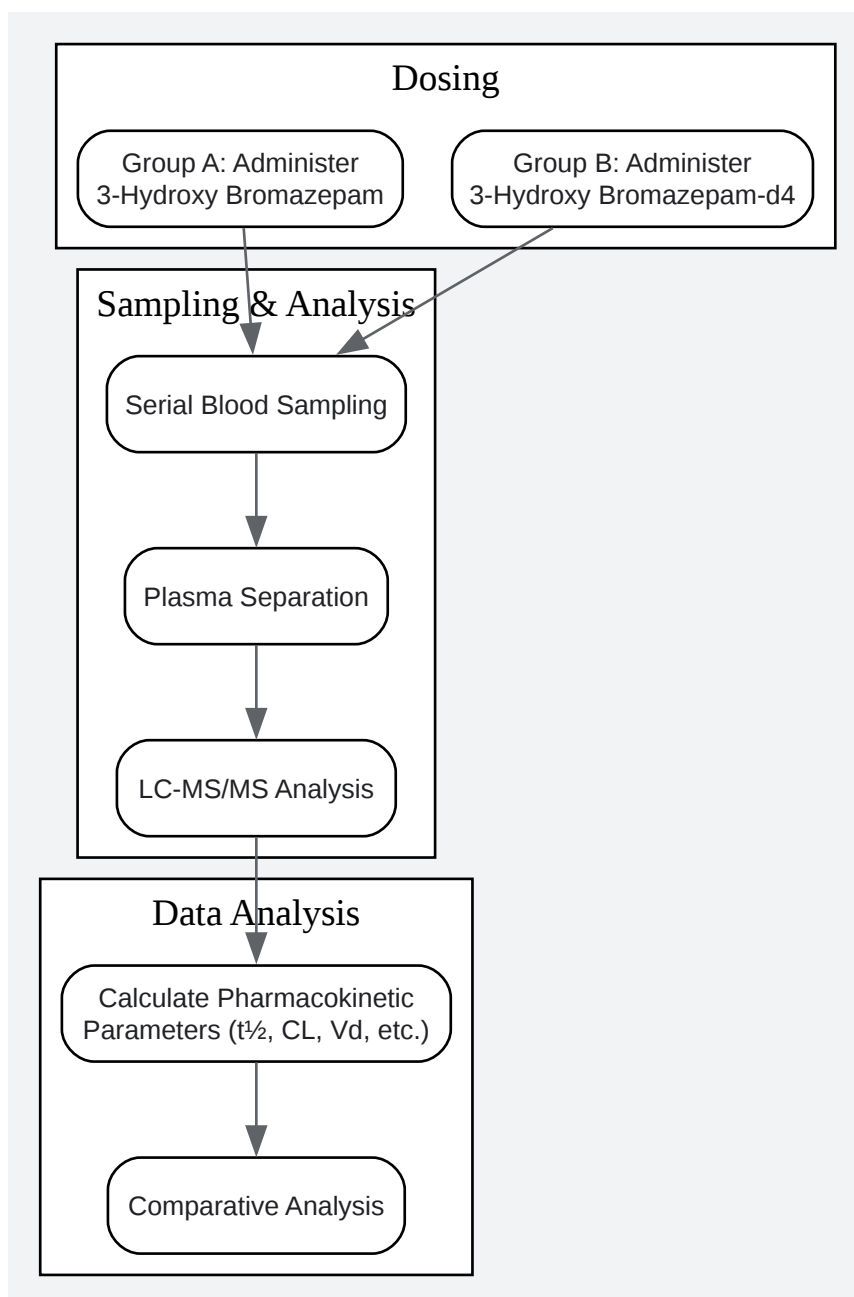 Dosing
Group A: Administer
3-Hydroxy Bromazepam
Group B: Administer
3-Hydroxy Bromazepam-d4
Sampling & Analysis
Serial Blood Sampling
Plasma Separation
LC-MS/MS Analysis
Data Analysis
Calculate Pharmacokinetic
Parameters (t½, CL, Vd, etc.)
Comparative Analysis